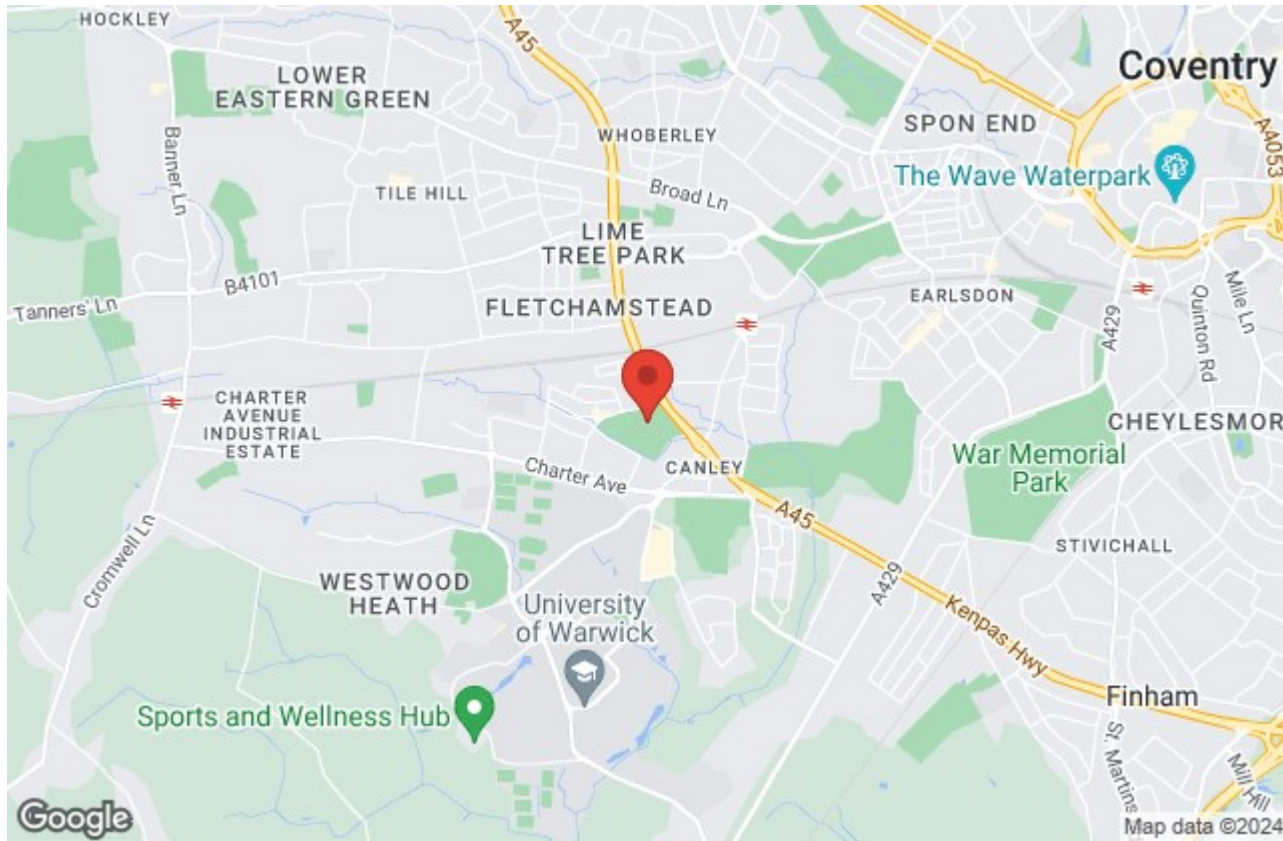 HOCKLEY
A45
Coventry
LOWER
EASTERN GREEN
WHOBERLEY
SPON END
A4053
Banner Ln
The Wave Waterpark
TILE HILL
Broad Ln
LIME
TREE PARK
B4101
Tanners' Ln
FLETCHAMSTEAD
EARLSDON
A429
Quinton Rd
Mile Ln
CHARTER
AVENUE
INDUSTRIAL
ESTATE
CHEYLESMOR
War Memorial
Park
Charter Ave
CANLEY
A45
Cromwell Ln
STIVICHALL
WESTWOOD
HEATH
A429
University
of Warwick
Kenpas Hwy
Finham
Sports and Wellness Hub
St. Martins
Mill Hill
Google
Map data ©2024